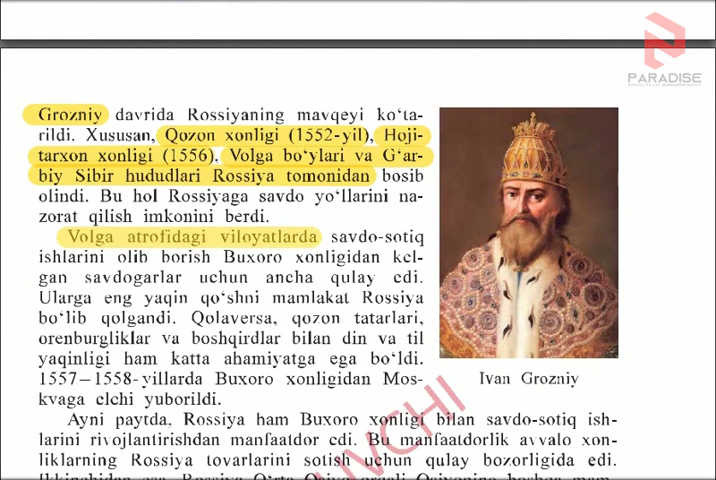 PARADISE
Grozniy davrida Rossiyaning mavqeyi ko‘ta-
rildi. Xususan, Qozon xonligi (1552-yil), Hoji-
tarxon xonligi (1556). Volga bo‘ylari va G‘ar-
biy Sibir hududlari Rossiya tomonidan bosib
olindi. Bu hol Rossiyaga savdo yo‘llarini na-
zorat qilish imkonini berdi.
Volga atrofidagi viloyatlarda savdo-sotiq
ishlarini olib borish Buxoro xonligidan kel-
gan savdogarlar uchun ancha qulay edi.
Ularga eng yaqin qo‘shni mamlakat Rossiya
bo‘lib qolgandi. Qolaversa, qozon tatarlari,
orenburgliklar va boshqirdlar bilan din va til
yaqinligi ham katta ahamiyatga ega bo‘ldi.
1557–1558-yillarda Buxoro xonligidan Mos-
kvaga elchi yuborildi.
Ivan Grozniy
Ayni paytda, Rossiya ham Buxoro xonligi bilan savdo-sotiq ish-
larini rivojlantirishdan manfaatdor edi. Bu manfaatdorlik avvalo xon-
liklarning Rossiya tovarlarini sotish uchun qulay bozorligida edi.